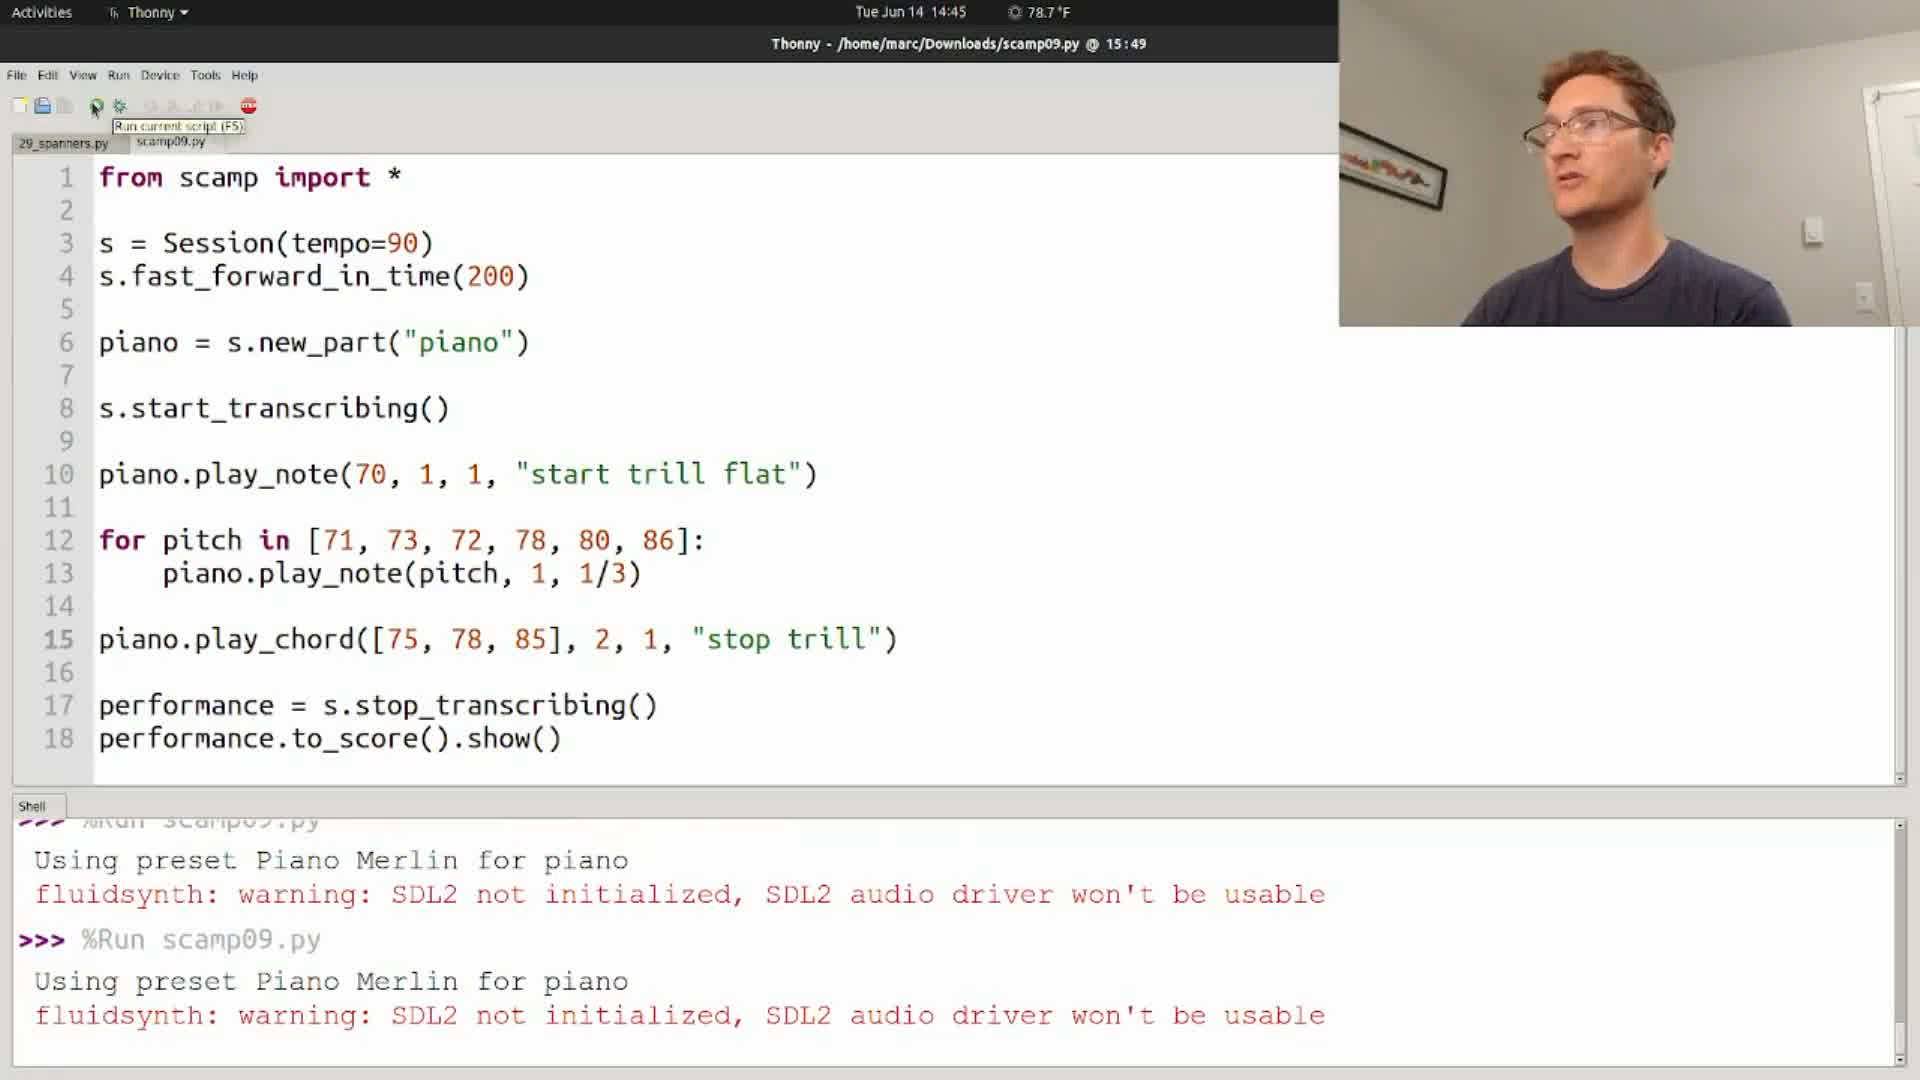 Activities Thonny Tue Jun 14 14:45 78.7 °F
Thonny - /home/marc/Downloads/scamp09.py @ 15:49
File Edit View Run Device Tools Help
STOP
Run current script (F5)
29_spanners.py scamp09.py
1 from scamp import *
2
3 s = Session(tempo=90)
4 s.fast_forward_in_time(200)
5
6 piano = s.new_part("piano")
7
8 s.start_transcribing()
9
10 piano.play_note(70, 1, 1, "start trill flat")
11
12 for pitch in [71, 73, 72, 78, 80, 86]:
13     piano.play_note(pitch, 1, 1/3)
14
15 piano.play_chord([75, 78, 85], 2, 1, "stop trill")
16
17 performance = s.stop_transcribing()
18 performance.to_score().show()
Shell
>>> %Run scamp09.py
Using preset Piano Merlin for piano
fluidsynth: warning: SDL2 not initialized, SDL2 audio driver won't be usable
>>> %Run scamp09.py
Using preset Piano Merlin for piano
fluidsynth: warning: SDL2 not initialized, SDL2 audio driver won't be usable